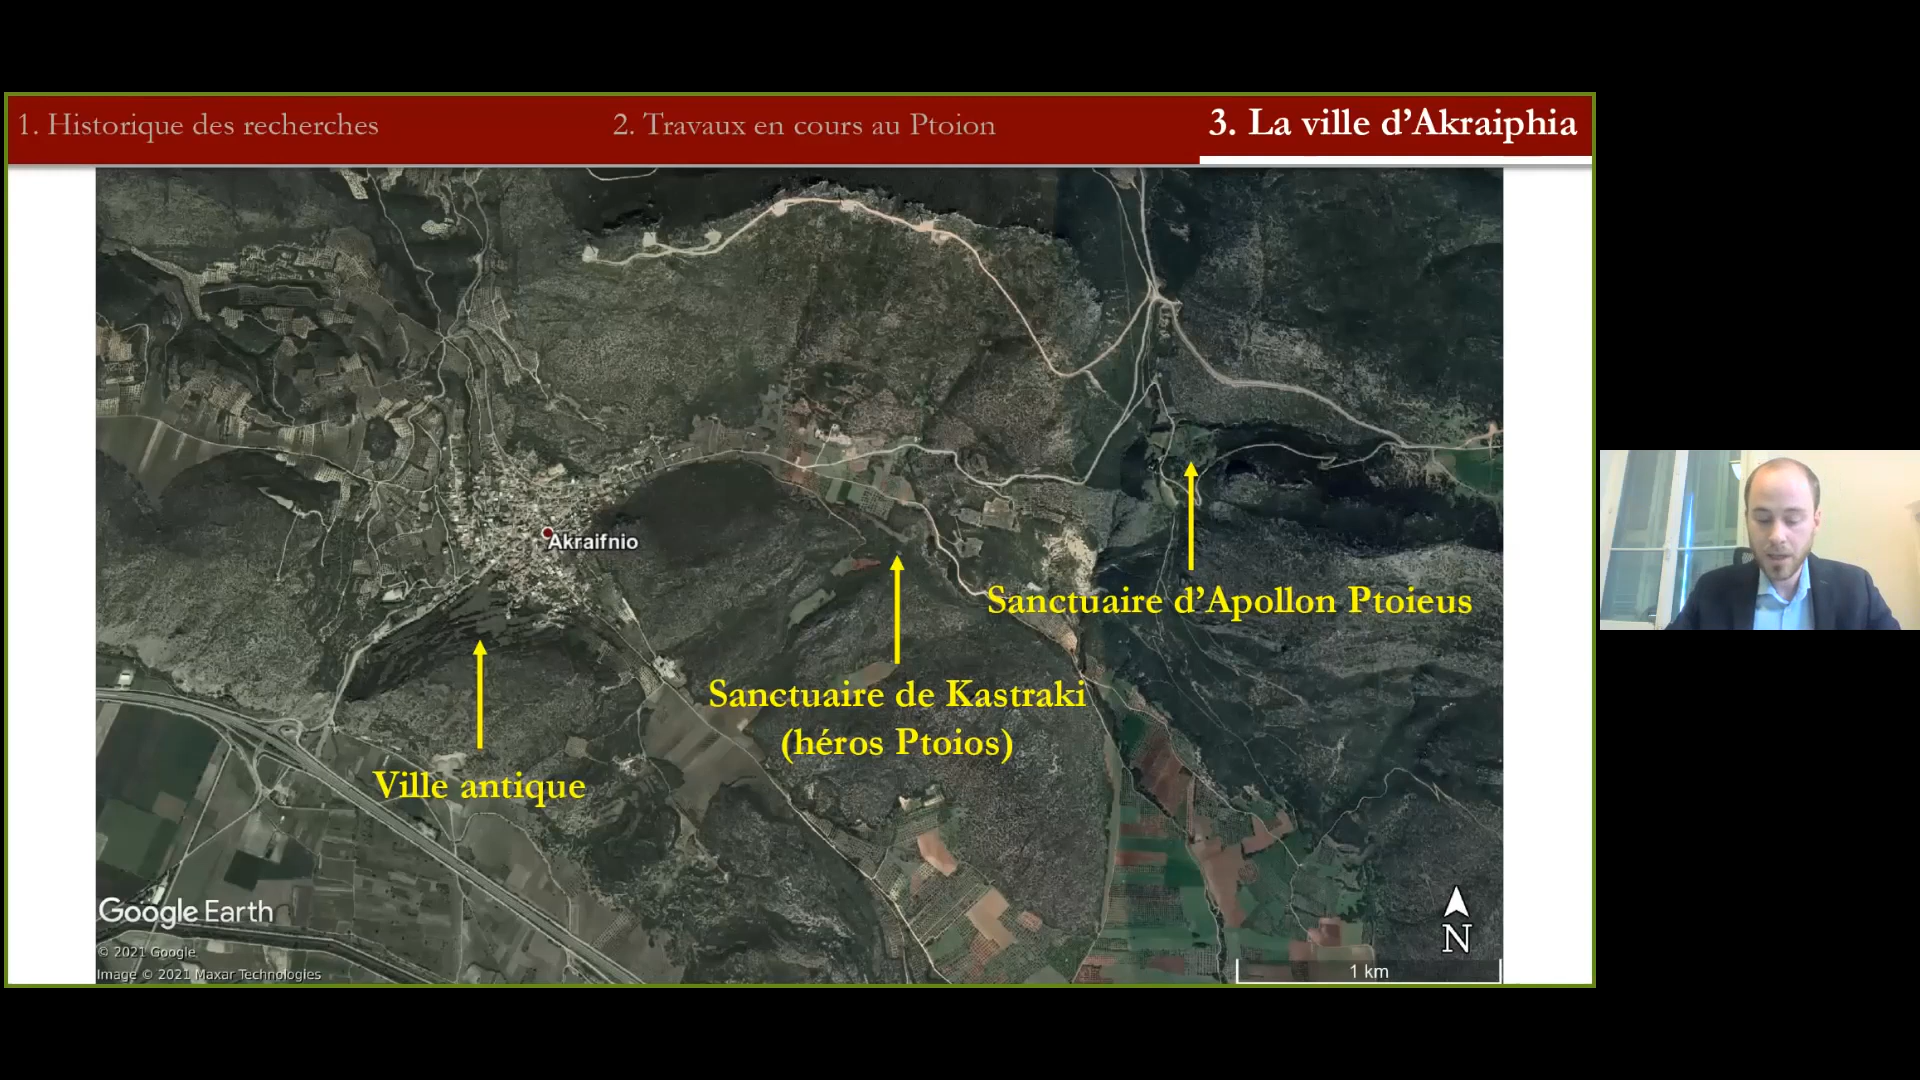 1. Historique des recherches
2. Travaux en cours au Ptoion
3. La ville d’Akraiphia
Akraifnio
Sanctuaire d’Apollon Ptoieus
Sanctuaire de Kastraki
(héros Ptoios)
Ville antique
Google Earth
© 2021 Google
Image © 2021 Maxar Technologies
N
1 km